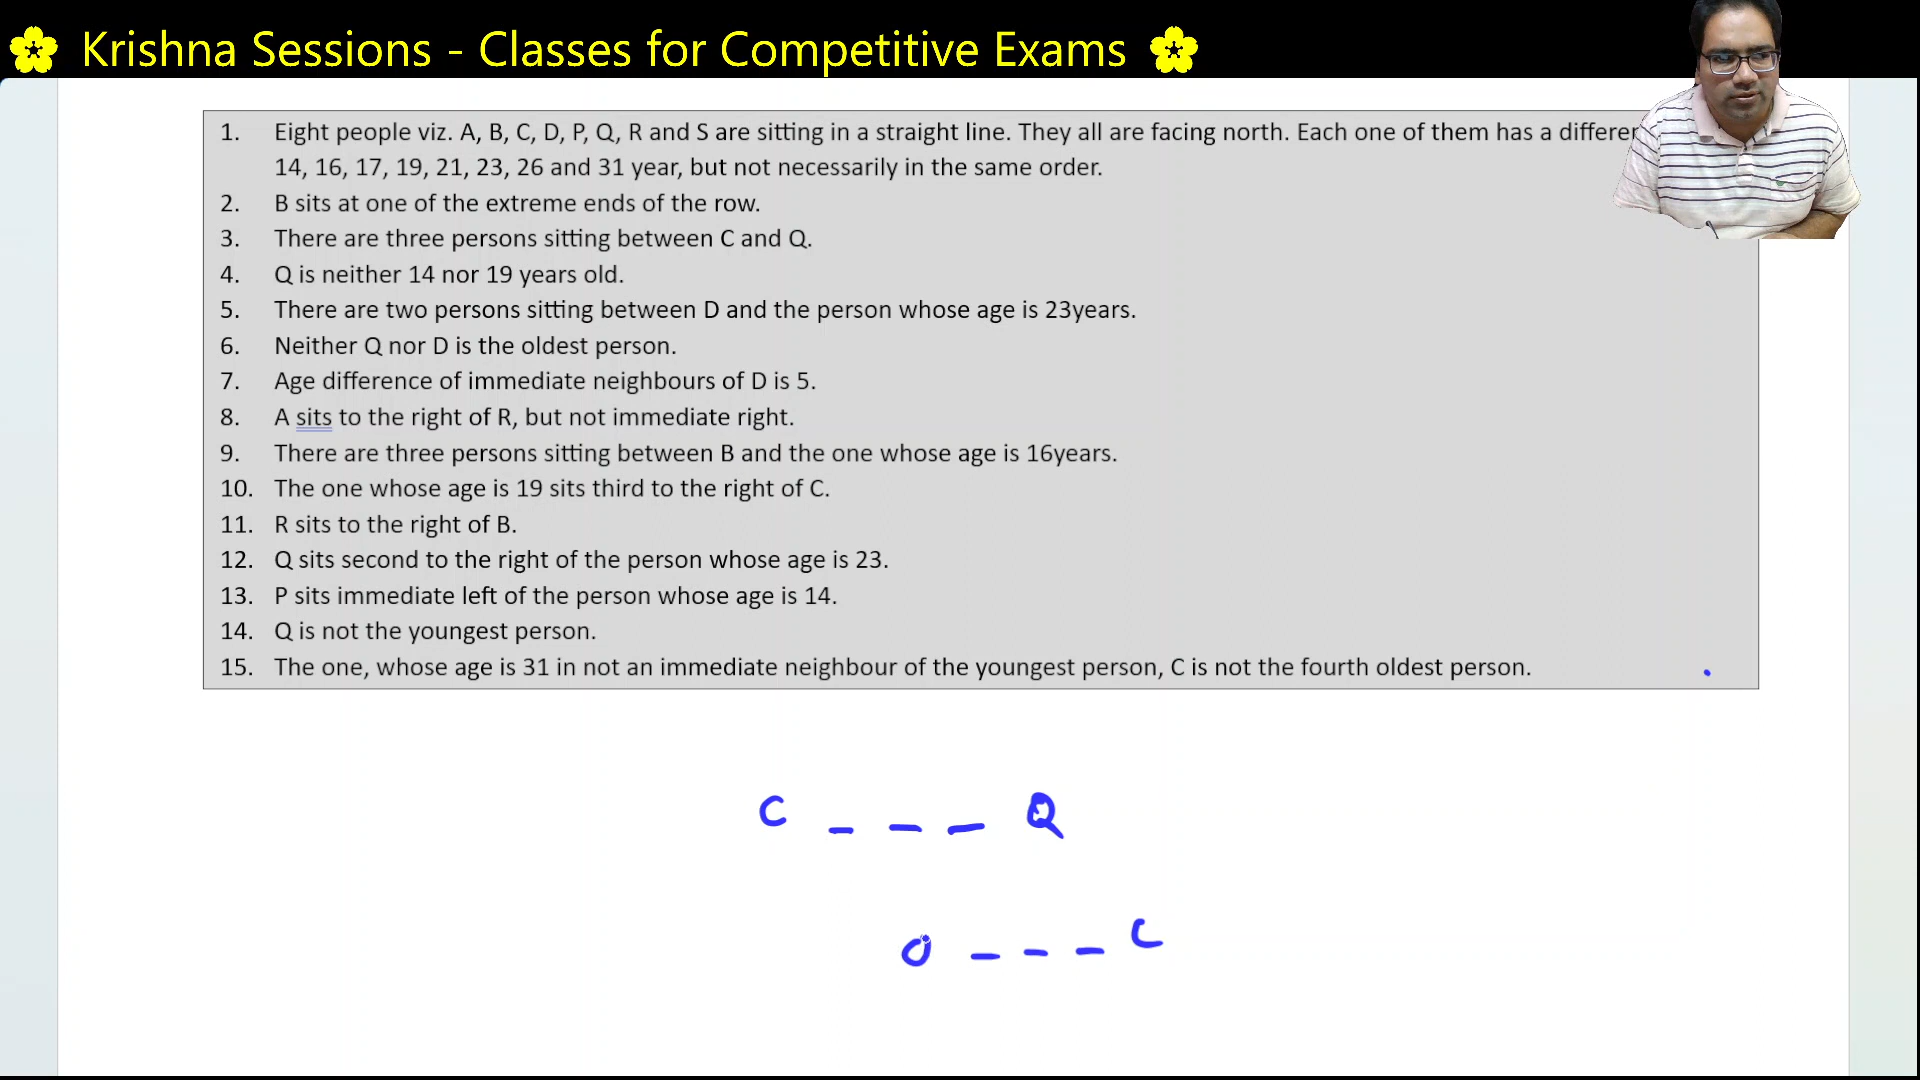 Krishna Sessions - Classes for Competitive Exams
1. Eight people viz. A, B, C, D, P, Q, R and S are sitting in a straight line. They all are facing north. Each one of them has a
14, 16, 17, 19, 21, 23, 26 and 31 year, but not necessarily in the same order.
2. B sits at one of the extreme ends of the row.
3. There are three persons sitting between C and Q.
4. Q is neither 14 nor 19 years old.
5. There are two persons sitting between D and the person whose age is 23years.
6. Neither Q nor D is the oldest person.
7. Age difference of immediate neighbours of D is 5.
8. A sits to the right of R, but not immediate right.
9. There are three persons sitting between B and the one whose age is 16years.
10. The one whose age is 19 sits third to the right of C.
11. R sits to the right of B.
12. Q sits second to the right of the person whose age is 23.
13. P sits immediate left of the person whose age is 14.
14. Q is not the youngest person.
15. The one, whose age is 31 in not an immediate neighbour of the youngest person, C is not the fourth oldest person.
C _ _ _ Q
_ _ _ C